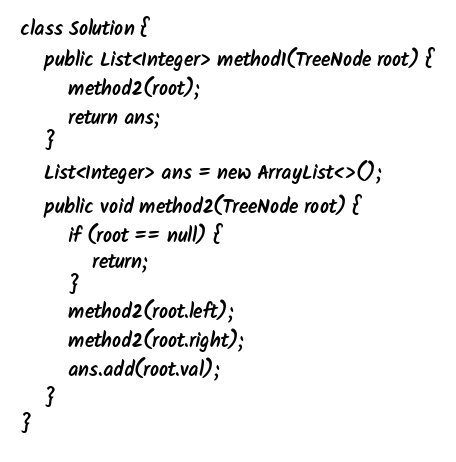 class Solution {
public List<Integer> method1(TreeNode root) {
method2(root);
return ans;
}
List<Integer> ans = new ArrayList<>();
public void method2(TreeNode root) {
if (root == null) {
return;
}
method2(root.left);
method2(root.right);
ans.add(root.val);
}
}